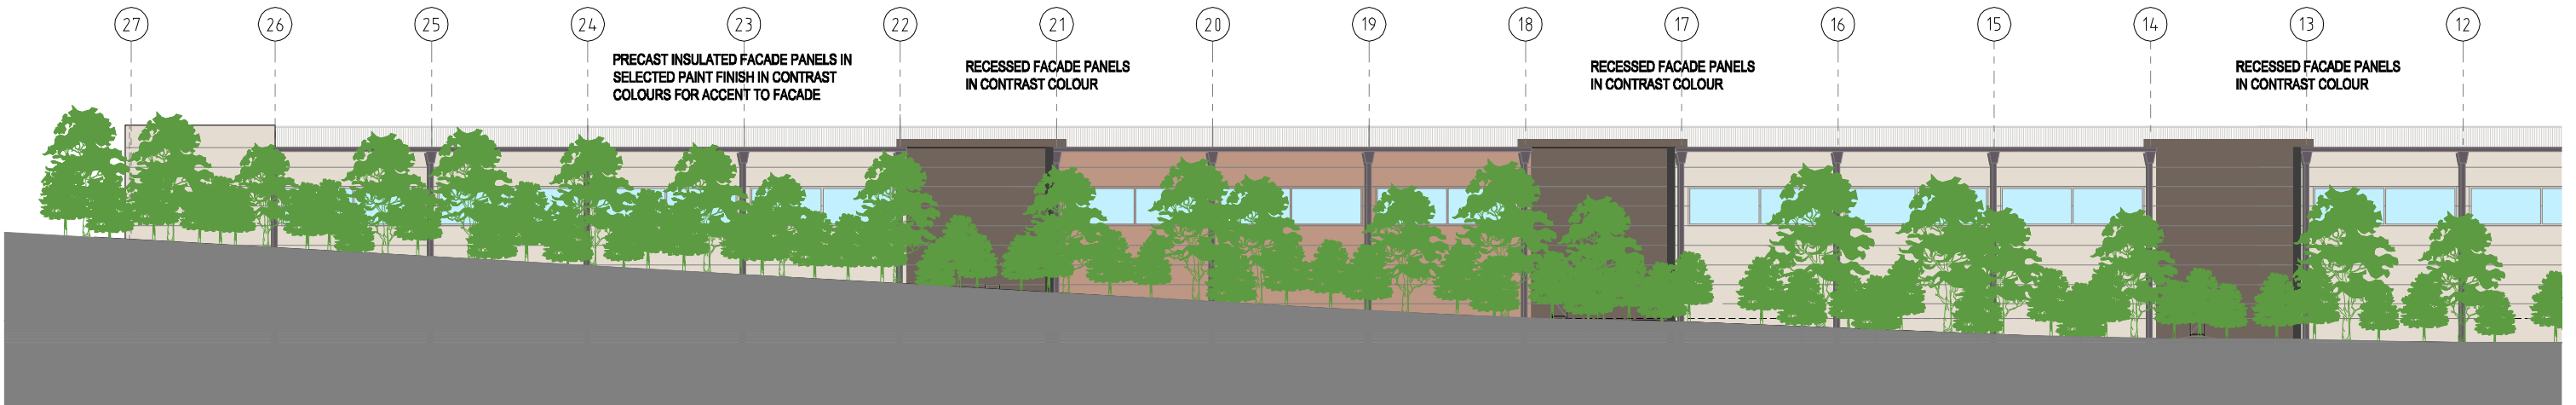 27 26 25 24 23 22 21 20 19 18 17 16 15 14 13 12
PRECAST INSULATED FACADE PANELS IN
SELECTED PAINT FINISH IN CONTRAST
COLOURS FOR ACCENT TO FACADE
RECESSED FACADE PANELS
IN CONTRAST COLOUR
RECESSED FACADE PANELS
IN CONTRAST COLOUR
RECESSED FACADE PANELS
IN CONTRAST COLOUR